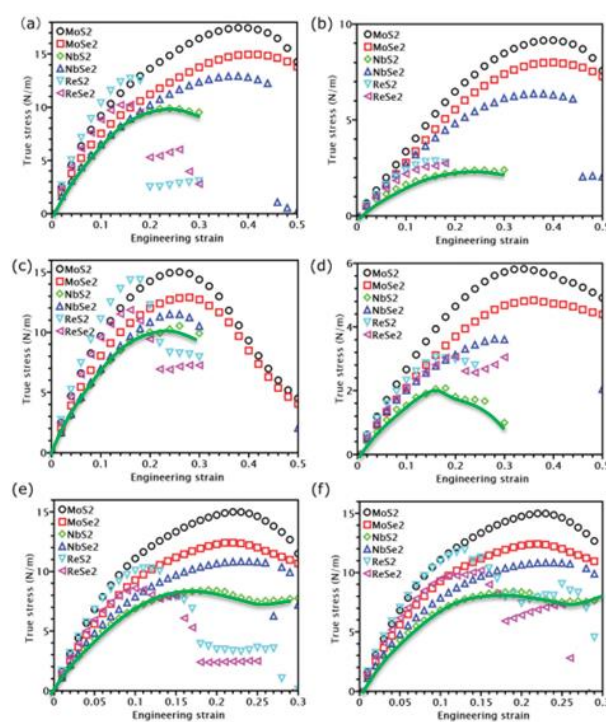 (a)
MoS2
MoSe2
NbS2
NbSe2
ReS2
ReSe2
True stress (N/m)
15
10
5
0
0
0.1
0.2
0.3
0.4
0.5
Engineering strain
(b)
10
MoS2
MoSe2
NbS2
NbSe2
ReS2
ReSe2
True stress (N/m)
5
0
0
0.1
0.2
0.3
0.4
0.5
Engineering strain
(c)
MoS2
MoSe2
NbS2
NbSe2
ReS2
ReSe2
True stress (N/m)
15
10
5
0
0
0.1
0.2
0.3
0.4
0.5
Engineering strain
(d)
6
MoS2
MoSe2
NbS2
NbSe2
ReS2
ReSe2
True stress (N/m)
4
2
0
0
0.1
0.2
0.3
0.4
0.5
Engineering strain
(e)
MoS2
MoSe2
NbS2
NbSe2
ReS2
ReSe2
True stress (N/m)
15
10
5
0
0
0.05
0.1
0.15
0.2
0.25
0.3
Engineering strain
(f)
MoS2
MoSe2
NbS2
NbSe2
ReS2
ReSe2
True stress (N/m)
15
10
5
0
0
0.05
0.1
0.15
0.2
0.25
0.3
Engineering strain